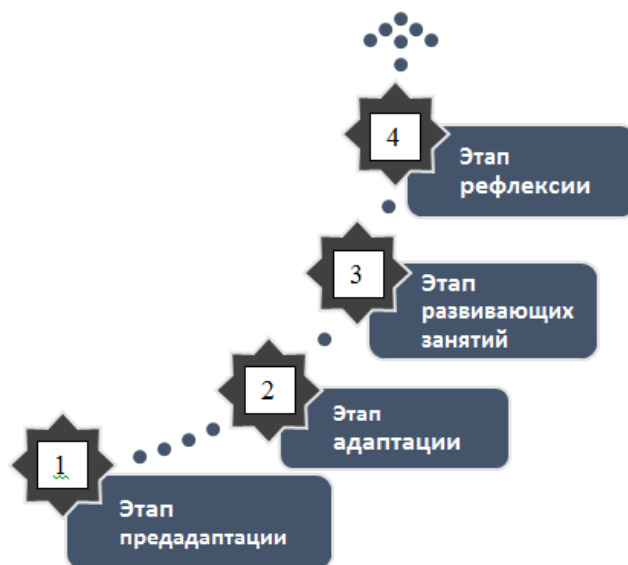 4
Этап
рефлексии
3
Этап
развивающих
занятий
2
Этап
адаптации
1
Этап
предадаптации